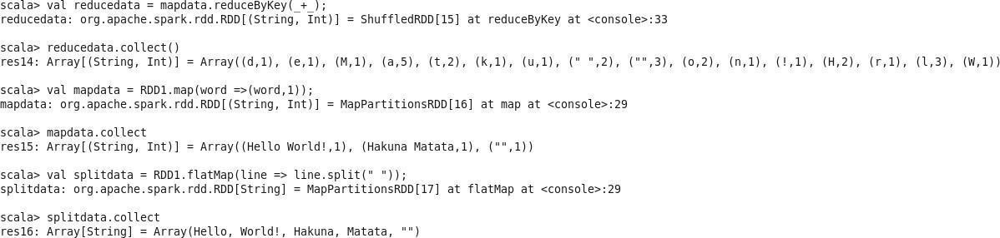 scala> val reducedata = mapdata.reduceByKey(_+_);
reducedata: org.apache.spark.rdd.RDD[(String, Int)] = ShuffledRDD[15] at reduceByKey at <console>:33
scala> reducedata.collect()
res14: Array[(String, Int)] = Array((d,1), (e,1), (M,1), (a,5), (t,2), (k,1), (u,1), (" ",2), ("",3), (o,2), (n,1), (!,1), (H,2), (r,1), (l,3), (W,1))
scala> val mapdata = RDD1.map(word =>(word,1));
mapdata: org.apache.spark.rdd.RDD[(String, Int)] = MapPartitionsRDD[16] at map at <console>:29
scala> mapdata.collect
res15: Array[(String, Int)] = Array((Hello World!,1), (Hakuna Matata,1), ("",1))
scala> val splitdata = RDD1.flatMap(line => line.split(" "));
splitdata: org.apache.spark.rdd.RDD[String] = MapPartitionsRDD[17] at flatMap at <console>:29
scala> splitdata.collect
res16: Array[String] = Array(Hello, World!, Hakuna, Matata, "")